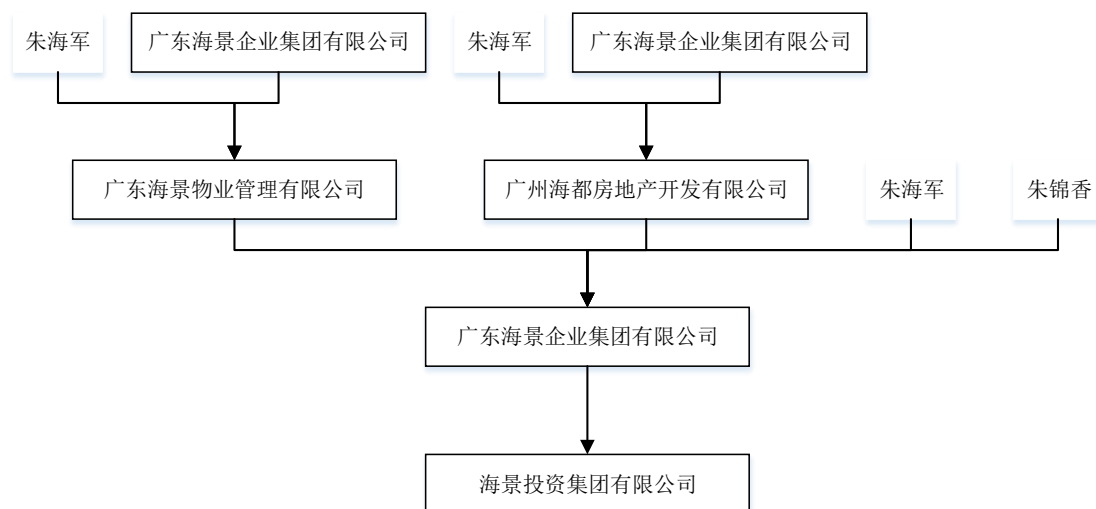 朱海军
广东海景企业集团有限公司
朱海军
广东海景企业集团有限公司
广东海景物业管理有限公司
广州海都房地产开发有限公司
朱海军
朱锦香
广东海景企业集团有限公司
海景投资集团有限公司